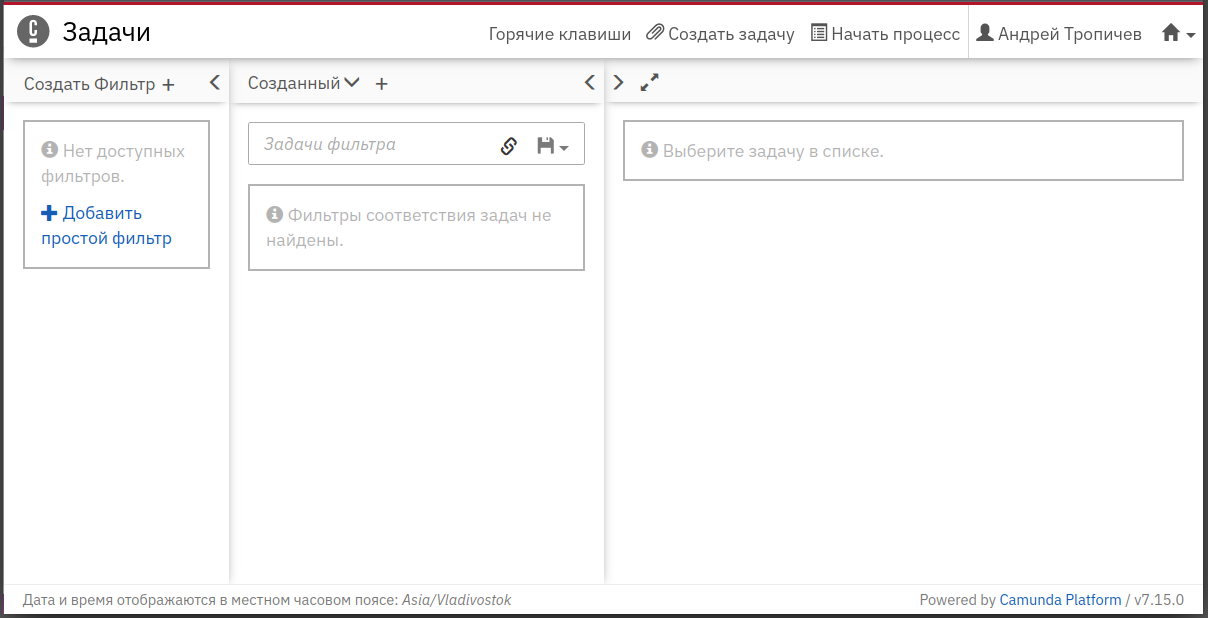 Задачи
Горячие клавиши Создать задачу Начать процесс Андрей Тропичев
Создать Фильтр +
Созданный +
Нет доступных
фильтров.
Добавить
простой фильтр
Задачи фильтра
Фильтры соответствия задач не
найдены.
Выберите задачу в списке.
Дата и время отображаются в местном часовом поясе: Asia/Vladivostok
Powered by Camunda Platform / v7.15.0